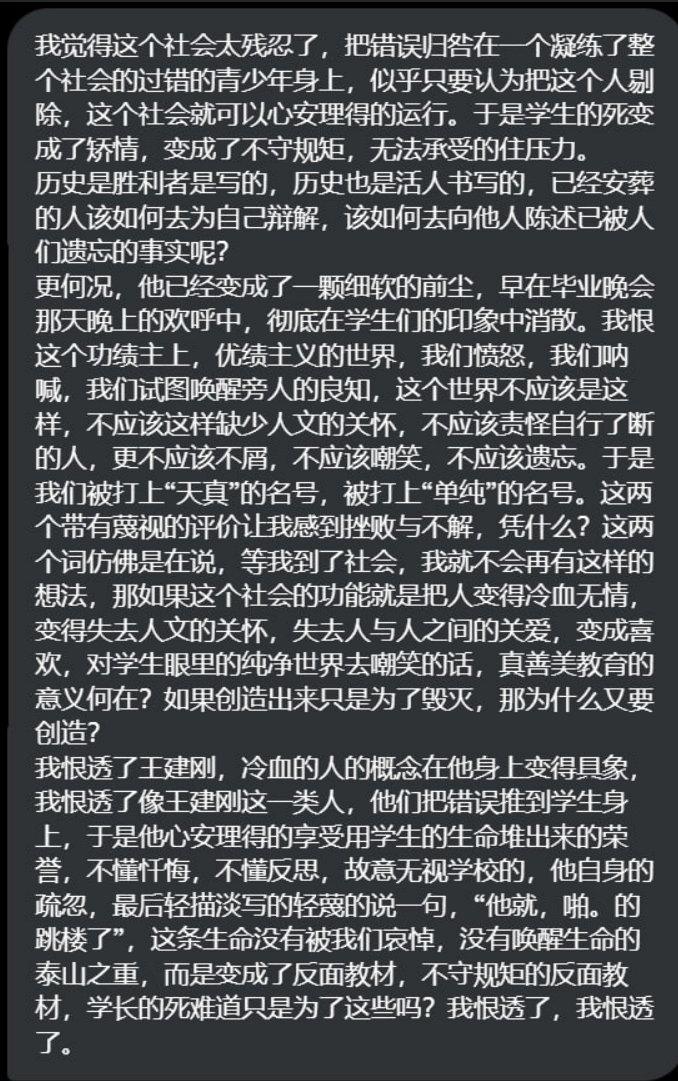 我觉得这个社会太残忍了，把错误归咎在一个凝练了整
个社会的过错的青少年身上，似乎只要认为把这个人剔
除，这个社会就可以心安理得的运行。于是学生的死变
成了矫情，变成了不守规矩，无法承受的住压力。
历史是胜利者是写的，历史也是活人书写的，已经安葬
的人该如何去为自己辩解，该如何去向他人陈述已被人
们遗忘的事实呢？
更何况，他已经变成了一颗细软的前尘，早在毕业晚会
那天晚上的欢呼中，彻底在学生们的印象中消散。我恨
这个功绩主上，优绩主义的世界，我们愤怒，我们呐
喊，我们试图唤醒旁人的良知，这个世界不应该是这
样，不应该这样缺少人文的关怀，不应该责怪自行了断
的人，更不应该不屑，不应该嘲笑，不应该遗忘。于是
我们被打上“天真”的名号，被打上“单纯”的名号。这两
个带有蔑视的评价让我感到挫败与不解，凭什么？这两
个词仿佛是在说，等我到了社会，我就不会再有这样的
想法，那如果这个社会的功能就是把人变得冷血无情，
变得失去人文的关怀，失去人与人之间的关爱，变成喜
欢，对学生眼里的纯净世界去嘲笑的话，真善美教育的
意义何在？如果创造出来只是为了毁灭，那为什么又要
创造？
我恨透了王建刚，冷血的人的概念在他身上变得具象，
我恨透了像王建刚这一类人，他们把错误推到学生身
上，于是他心安理得的享受用学生的生命堆出来的荣
誉，不懂忏悔，不懂反思，故意无视学校的，他自身的
疏忽，最后轻描淡写的轻蔑的说一句，“他就，啪。的
跳楼了”，这条生命没有被我们哀悼，没有唤醒生命的
泰山之重，而是变成了反面教材，不守规矩的反面教
材，学长的死难道只是为了这些吗？我恨透了，我恨透
了。